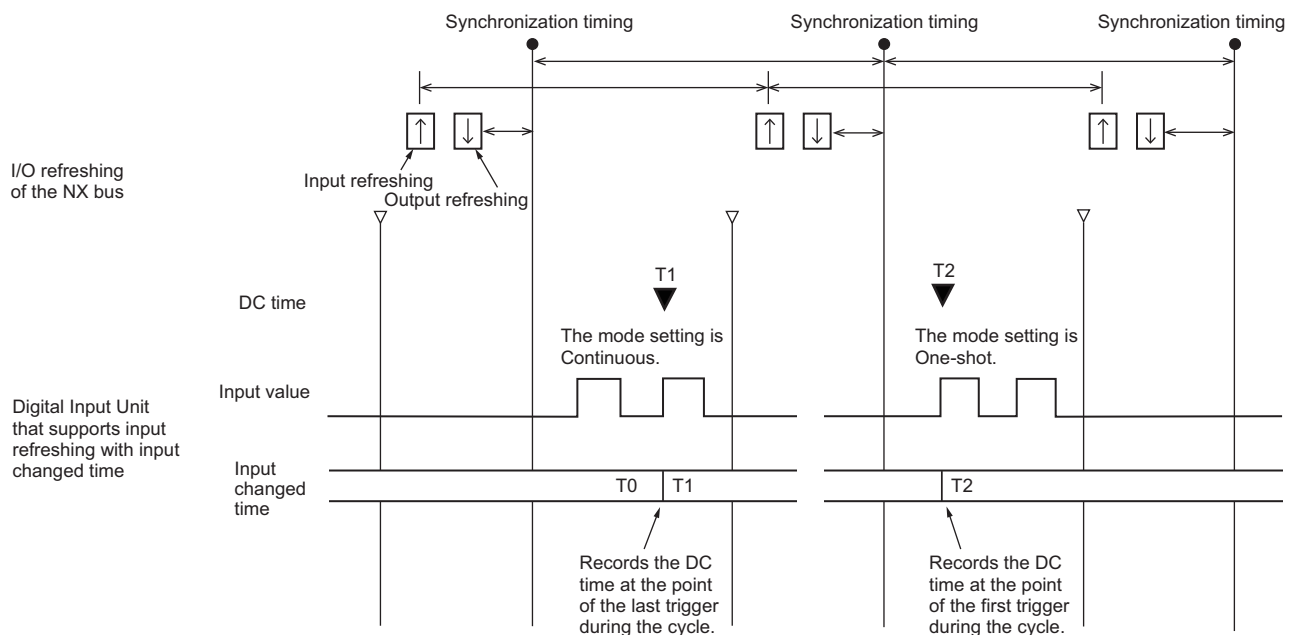 Synchronization timing
Synchronization timing
Synchronization timing
I/O refreshing
of the NX bus
Input refreshing
Output refreshing
T1
T2
DC time
The mode setting is
Continuous.
The mode setting is
One-shot.
Input value
Digital Input Unit
that supports input
refreshing with input
changed time
Input
changed
time
T0
T1
T2
Records the DC
time at the point
of the last trigger
during the cycle.
Records the DC
time at the point
of the first trigger
during the cycle.